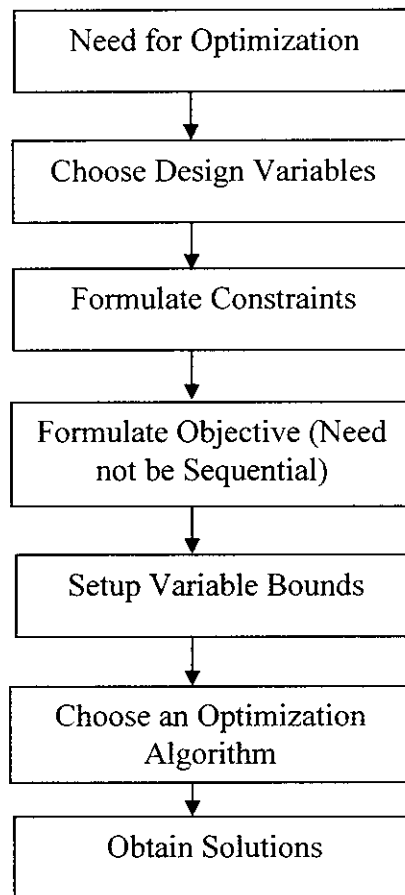 Need for Optimization
Choose Design Variables
Formulate Constraints
Formulate Objective (Need
not be Sequential)
Setup Variable Bounds
Choose an Optimization
Algorithm
Obtain Solutions